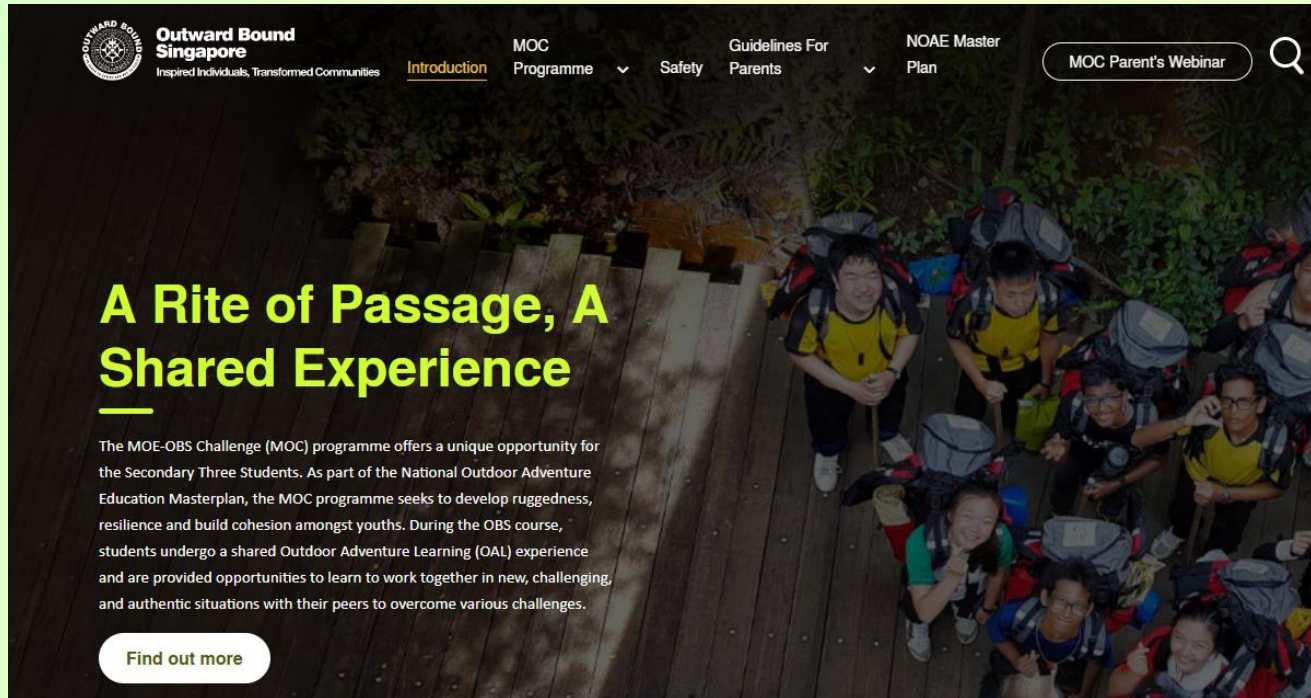 Outward Bound
Singapore
Inspired Individuals, Transformed Communities
Introduction
MOC
Programme
Safety
Guidelines For
Parents
NOAE Master
Plan
MOC Parent's Webinar
A Rite of Passage, A
Shared Experience
The MOE-OBS Challenge (MOC) programme offers a unique opportunity for
the Secondary Three Students. As part of the National Outdoor Adventure
Education Masterplan, the MOC programme seeks to develop ruggedness,
resilience and build cohesion amongst youths. During the OBS course,
students undergo a shared Outdoor Adventure Learning (OAL) experience
and are provided opportunities to learn to work together in new, challenging,
and authentic situations with their peers to overcome various challenges.
Find out more